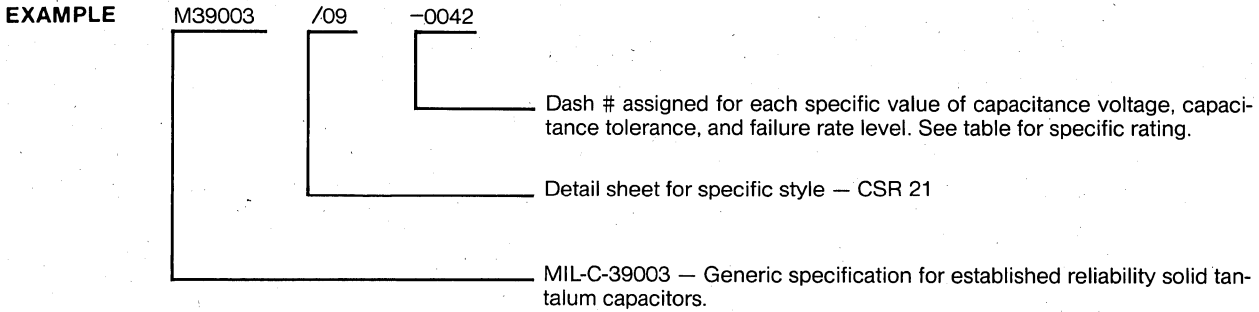 EXAMPLE M39003 /09 -0042
Dash # assigned for each specific value of capacitance voltage, capaci-
tance tolerance, and failure rate level. See table for specific rating.
Detail sheet for specific style — CSR 21
MIL-C-39003 — Generic specification for established reliability solid tan-
talum capacitors.